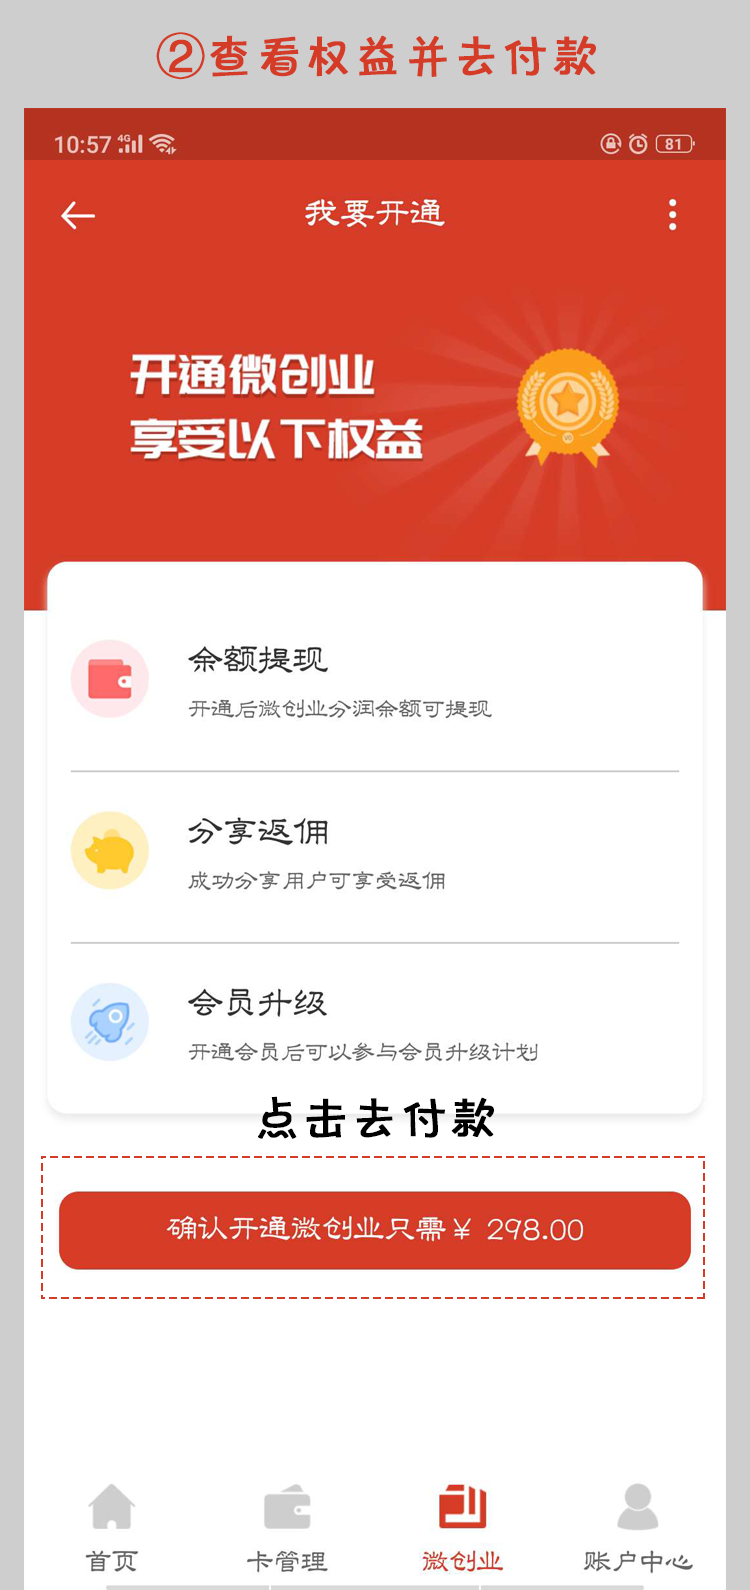 ②查看权益并去付款
10:57 4G 81
我要开通
开通微创业
享受以下权益
余额提现
开通后微创业分润余额可提现
分享返佣
成功分享用户可享受返佣
会员升级
开通会员后可以参与会员升级计划
点击去付款
确认开通微创业只需￥ 298.00
首页 卡管理 微创业 账户中心